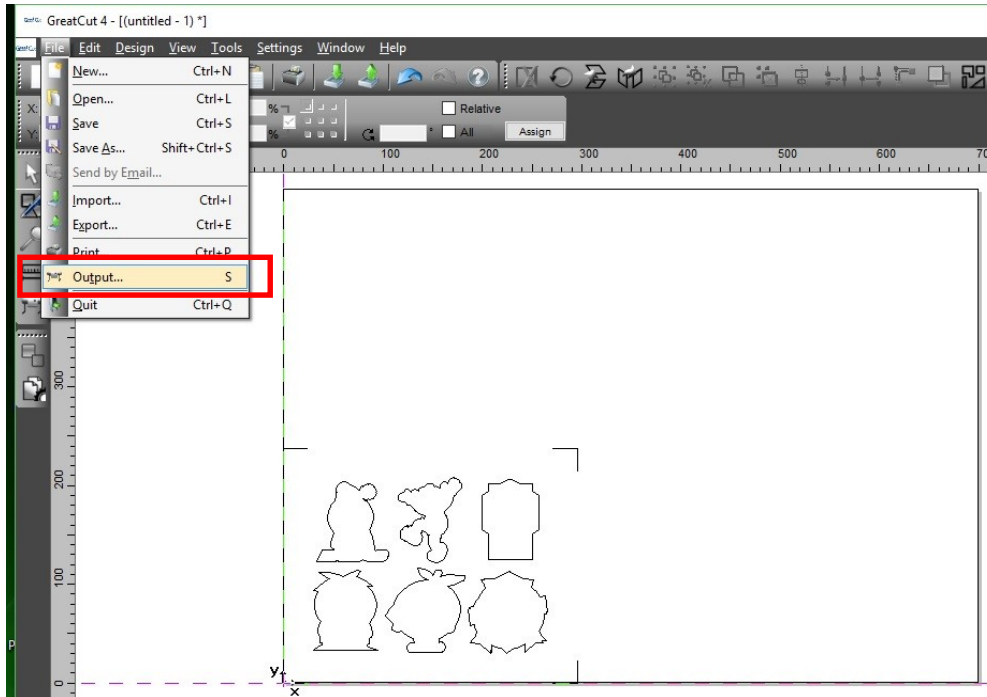 GreatCut 4 - [(untitled - 1) *]
File Edit Design View Tools Settings Window Help
New... Ctrl+N
Open... Ctrl+L
Save Ctrl+S
Save As... Shift+Ctrl+S
Send by Email...
Import... Ctrl+I
Export... Ctrl+E
Print... Ctrl+P
Output... S
Quit Ctrl+Q
X: % Relative
Y: % ° All Assign
0 100 200 300 400 500 600 70
300
200
100
0
y
x
P